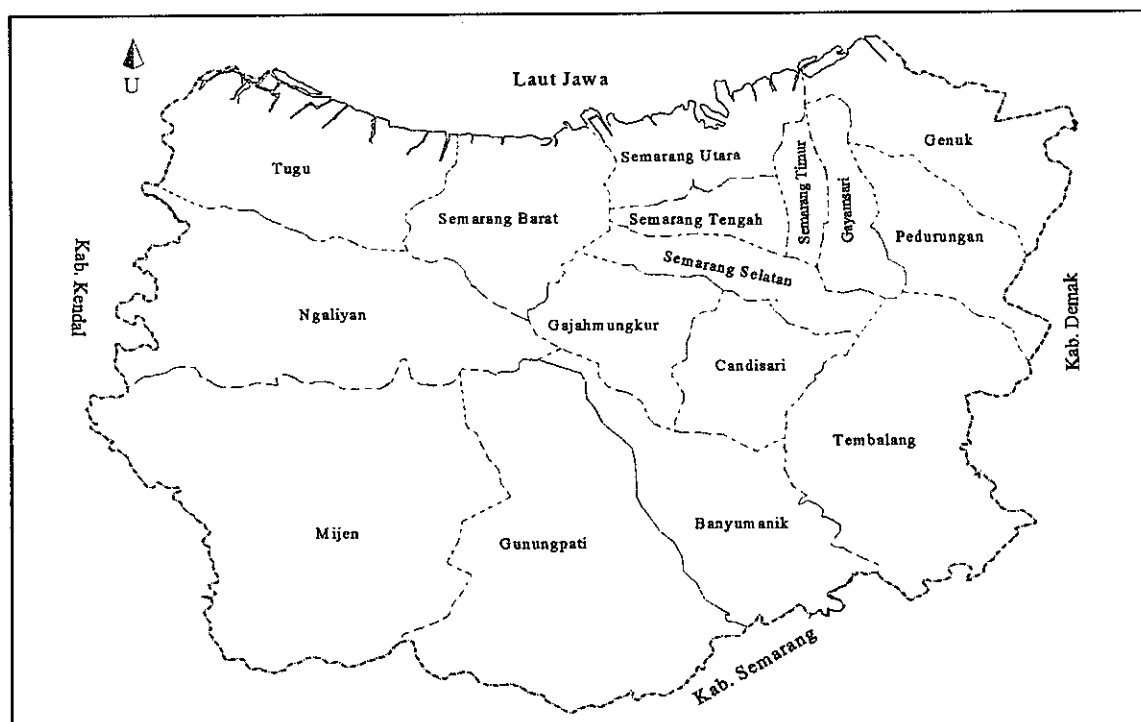 U
Laut Jawa
Tugu
Semarang Barat
Semarang Utara
Semarang Tengah
Semarang Timur
Gayamsari
Genuk
Pedurungan
Semarang Selatan
Kab. Kendal
Kab. Demak
Ngaliyan
Gajahmungkur
Candisari
Tembalang
Mijen
Gunungpati
Banyumanik
Kab. Semarang